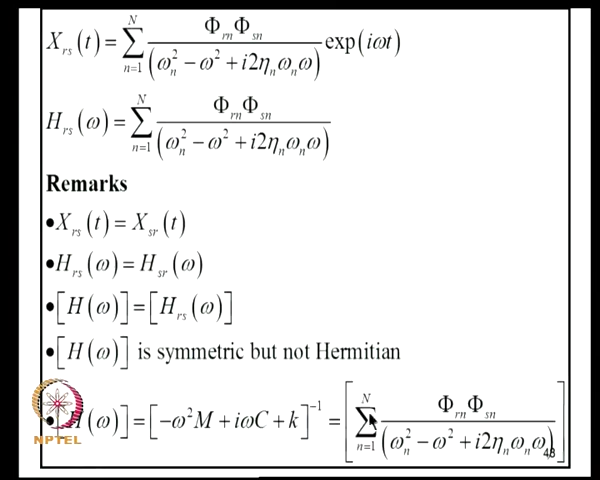 X_{rs}(t) = \sum_{n=1}^{N} \frac{\Phi_{rn}\Phi_{sn}}{(\omega_n^2 - \omega^2 + i2\eta_n\omega_n\omega)} \exp(i\omega t)
H_{rs}(\omega) = \sum_{n=1}^{N} \frac{\Phi_{rn}\Phi_{sn}}{(\omega_n^2 - \omega^2 + i2\eta_n\omega_n\omega)}
Remarks
•X_{rs}(t) = X_{sr}(t)
•H_{rs}(\omega) = H_{sr}(\omega)
•[H(\omega)] = [H_{rs}(\omega)]
•[H(\omega)] is symmetric but not Hermitian
•[H(\omega)] = [-\omega^2 M + i\omega C + k]^{-1} = \left[\sum_{n=1}^{N} \frac{\Phi_{rn}\Phi_{sn}}{(\omega_n^2 - \omega^2 + i2\eta_n\omega_n\omega)}\right]
NPTEL
48